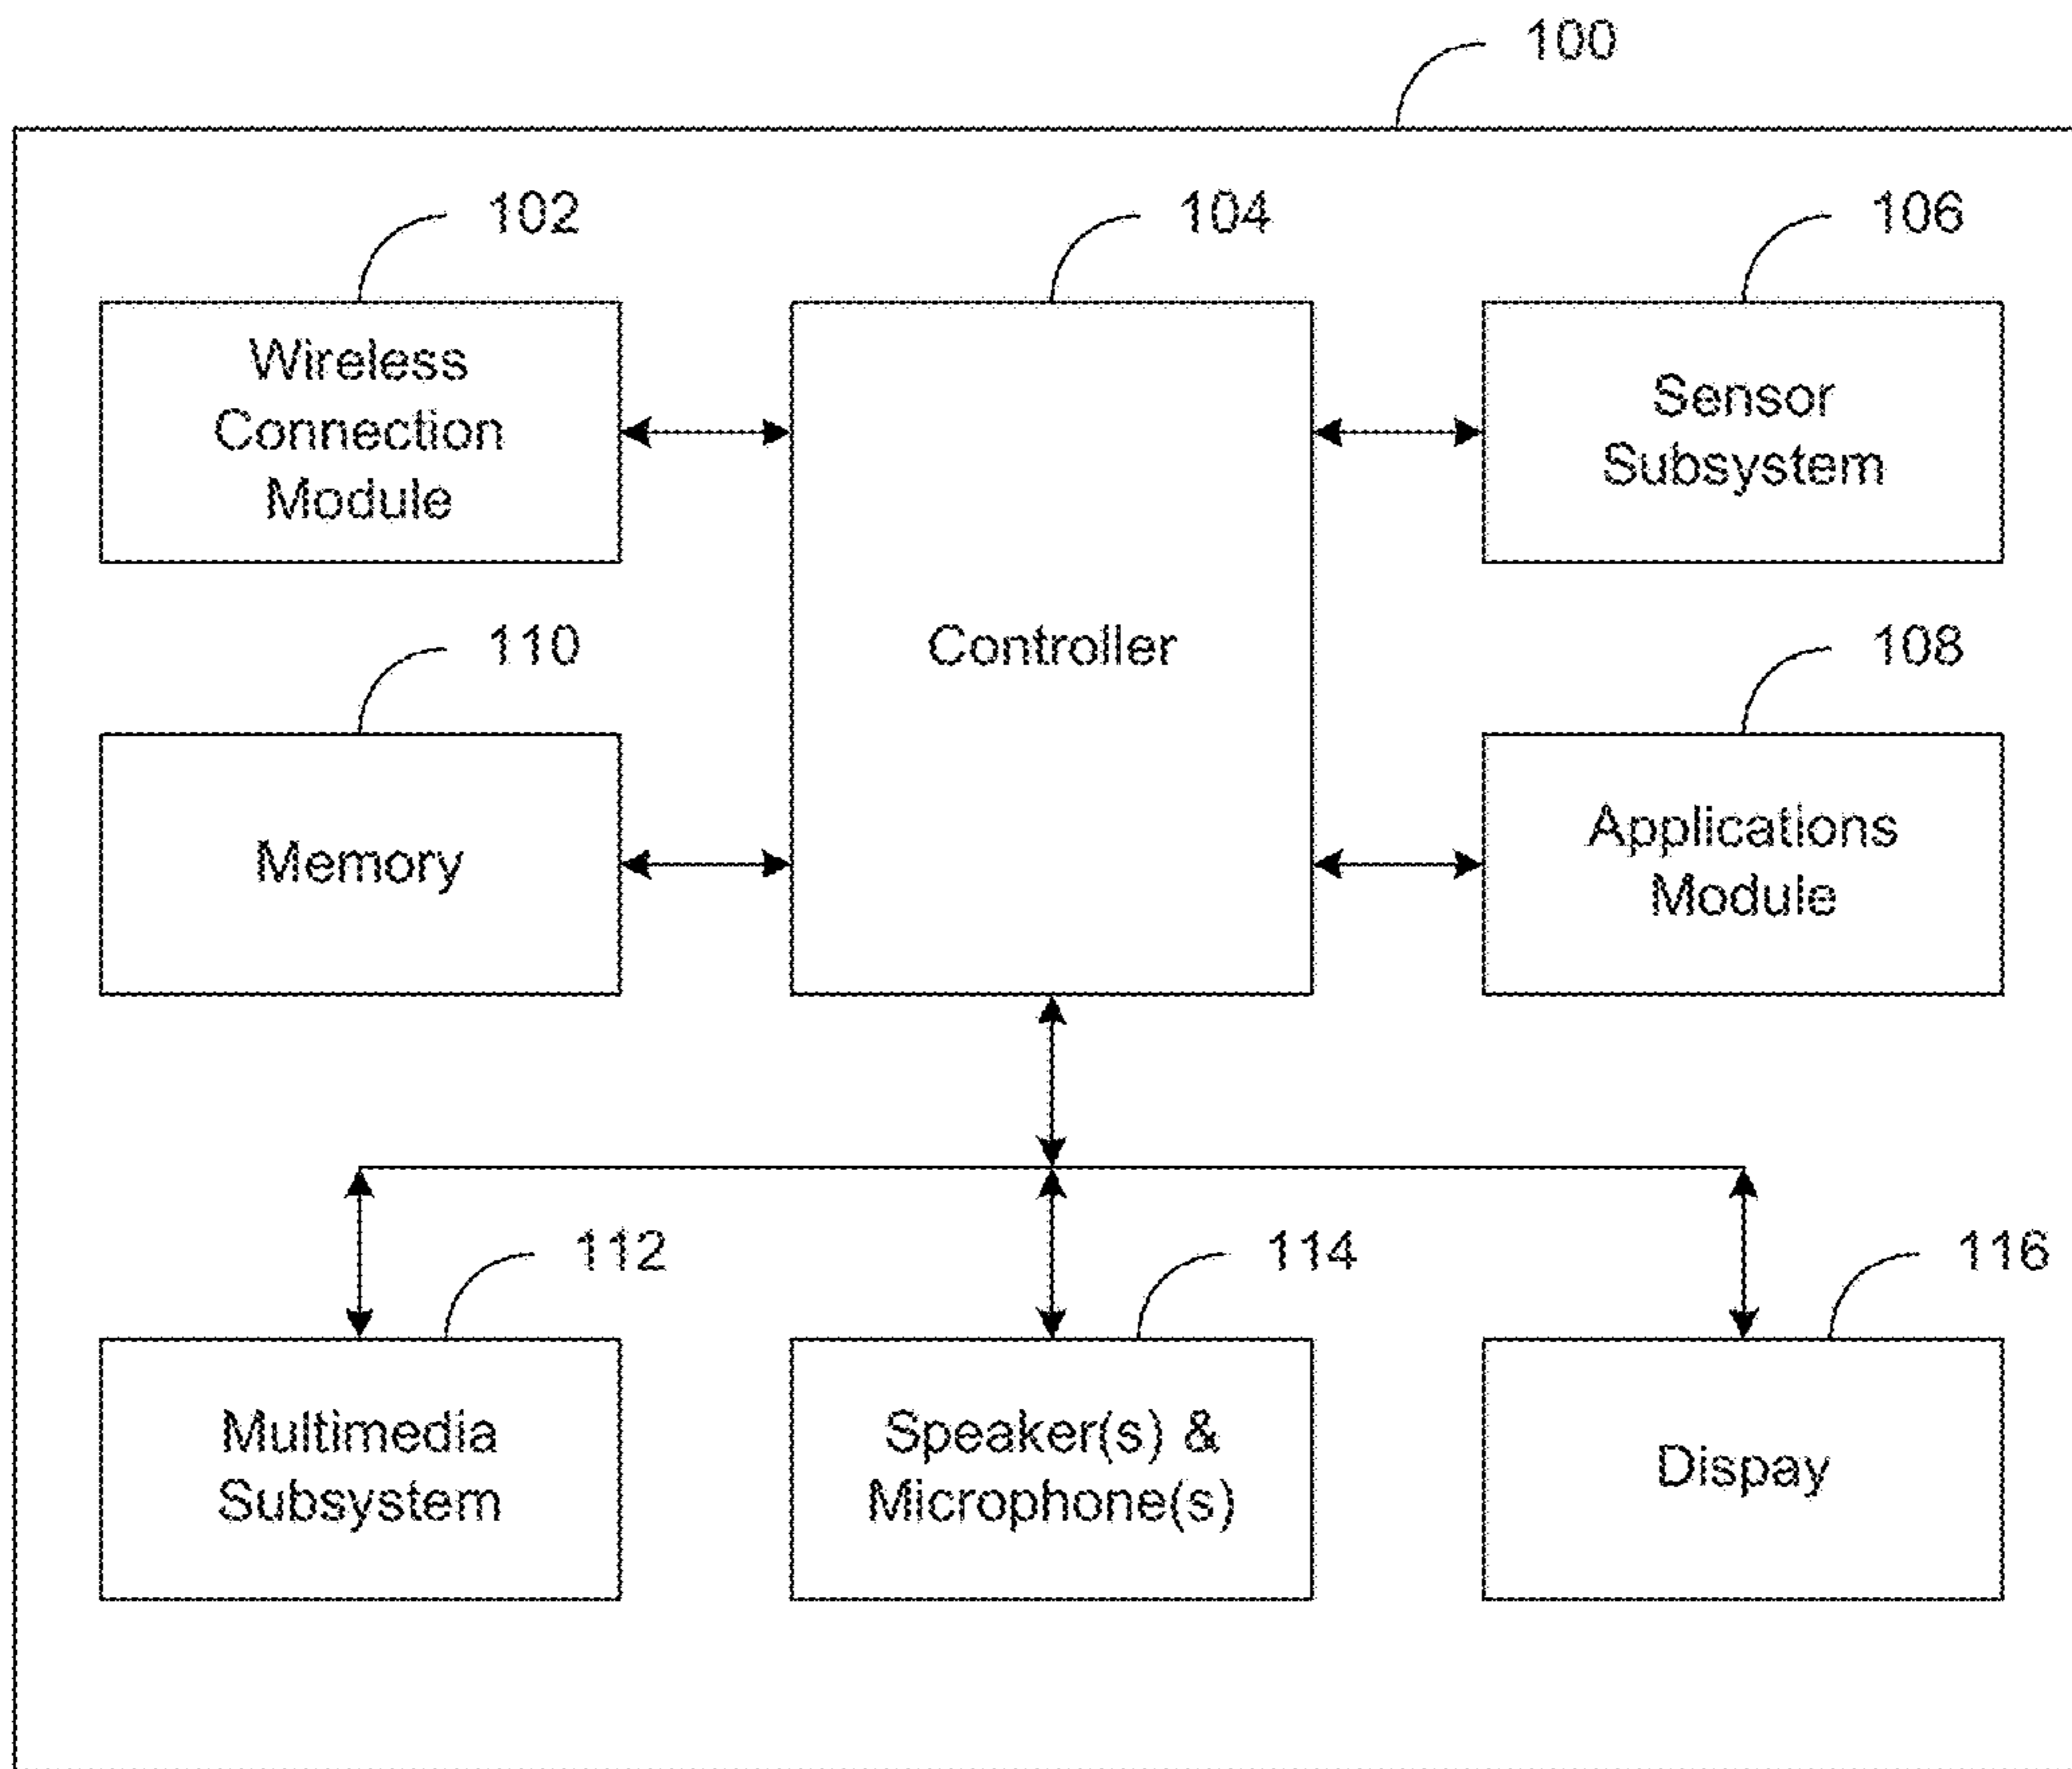 100
102
104
106
Wireless
Connection
Module
Controller
Sensor
Subsystem
110
108
Memory
Applications
Module
112
114
116
Multimedia
Subsystem
Speaker(s) &
Microphone(s)
Dispay